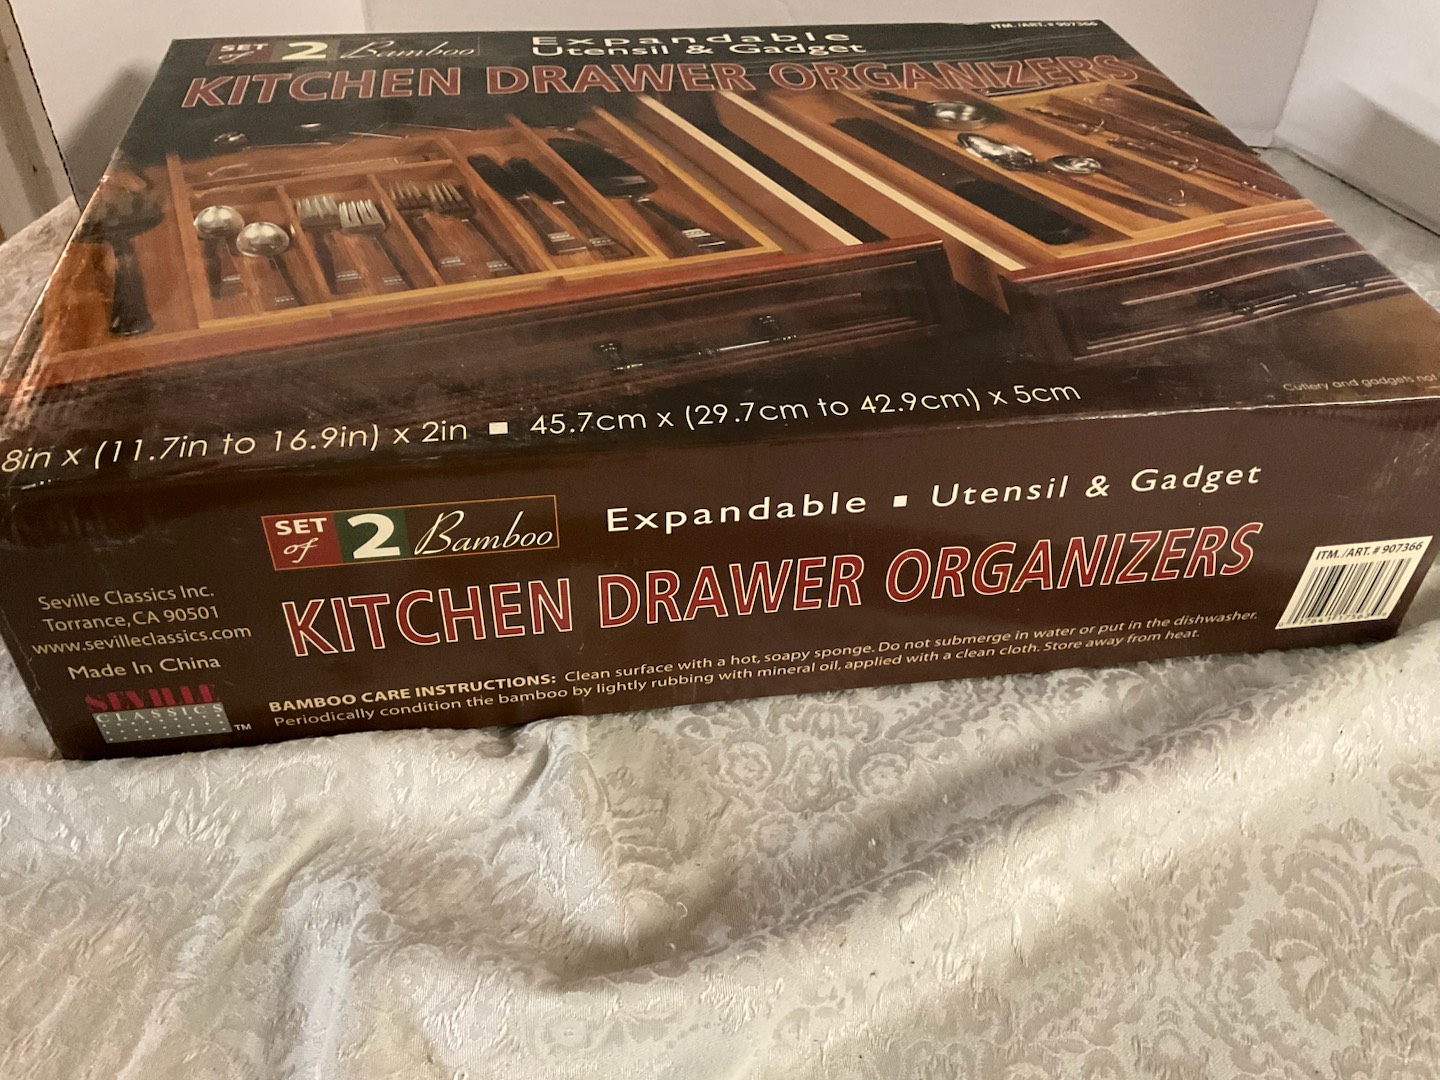 ITM./ART.# 907366
SET of 2 Bamboo
Expandable
Utensil & Gadget
KITCHEN DRAWER ORGANIZERS
Cutlery and gadgets not
8in x (11.7in to 16.9in) x 2in ■ 45.7cm x (29.7cm to 42.9cm) x 5cm
SET of 2 Bamboo
Expandable ■ Utensil & Gadget
KITCHEN DRAWER ORGANIZERS
ITM./ART.# 907366
Seville Classics Inc.
Torrance, CA 90501
www.sevilleclassics.com
Made In China
SEVILLE
CLASSICS
TM
BAMBOO CARE INSTRUCTIONS: Clean surface with a hot, soapy sponge. Do not submerge in water or put in the dishwasher.
Periodically condition the bamboo by lightly rubbing with mineral oil, applied with a clean cloth. Store away from heat.